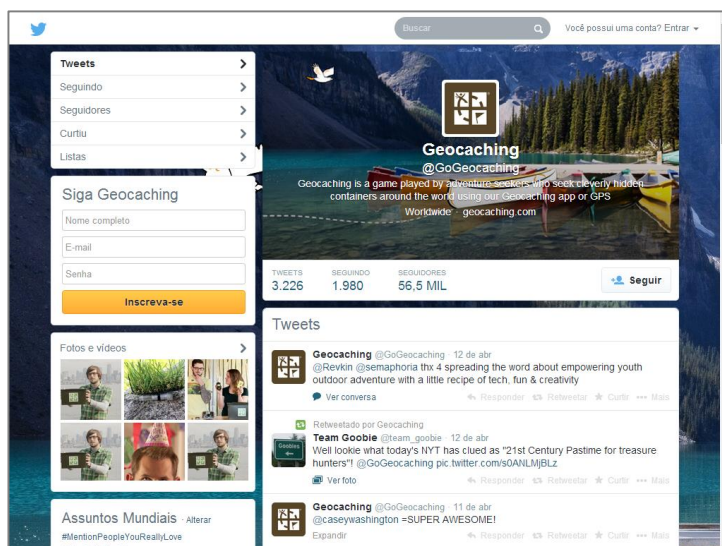 Buscar
Você possui uma conta? Entrar
Tweets
Seguindo
Seguidores
Curtiu
Listas
Geocaching
@GoGeocaching
Geocaching is a game played by adventure seekers who seek cleverly hidden
containers around the world using our Geocaching app or GPS
Worldwide · geocaching.com
Siga Geocaching
Nome completo
E-mail
Senha
Inscreva-se
TWEETS SEGUINDO SEGUIDORES
3.226 1.980 56,5 MIL
Seguir
Fotos e vídeos
Tweets
Geocaching @GoGeocaching · 12 de abr
@Revkin @semaphoria thx 4 spreading the word about empowering youth
outdoor adventure with a little recipe of tech, fun & creativity
Ver conversa Responder Retweetar Curtir Mais
Retweetado por Geocaching
Team Goobie @team_goobie · 12 de abr
Well lookie what today's NYT has clued as "21st Century Pastime for treasure
hunters"! @GoGeocaching pic.twitter.com/s0ANLMjBLz
Ver foto Responder Retweetar Curtir Mais
Geocaching @GoGeocaching · 11 de abr
@caseywashington =SUPER AWESOME!
Expandir Responder Retweetar Curtir Mais
Assuntos Mundiais · Alterar
#MentionPeopleYouReallyLove